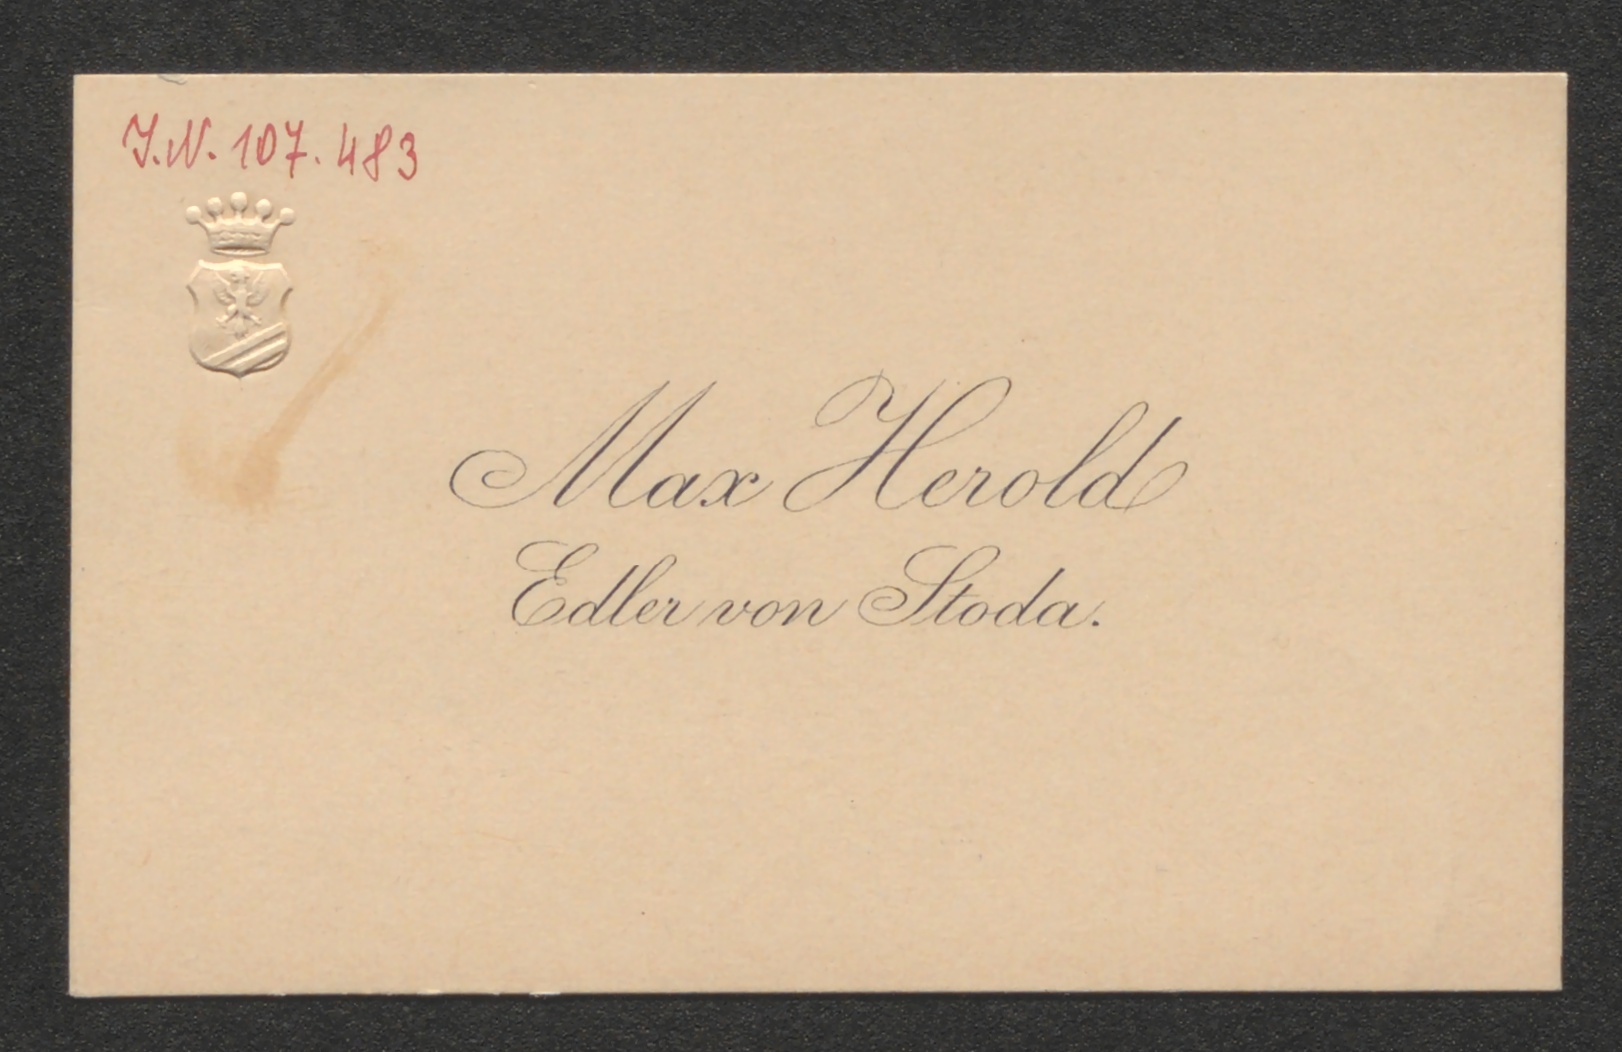 J.N. 107.483
Max Herold
Edler von Stoda.